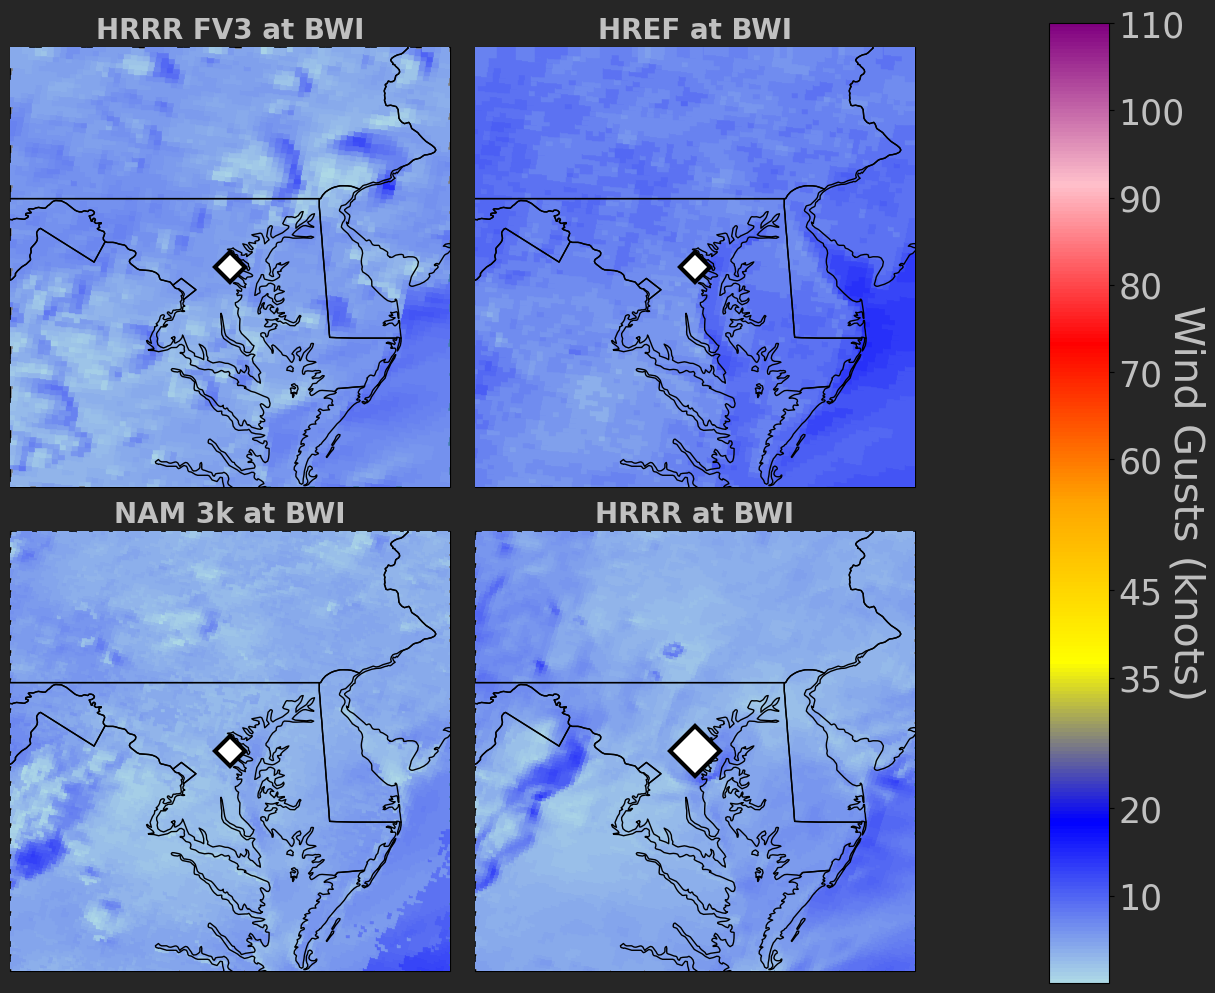 HRRR FV3 at BWI
HREF at BWI
NAM 3k at BWI
HRRR at BWI
110
100
90
80
70
60
45
35
20
10
Wind Gusts (knots)